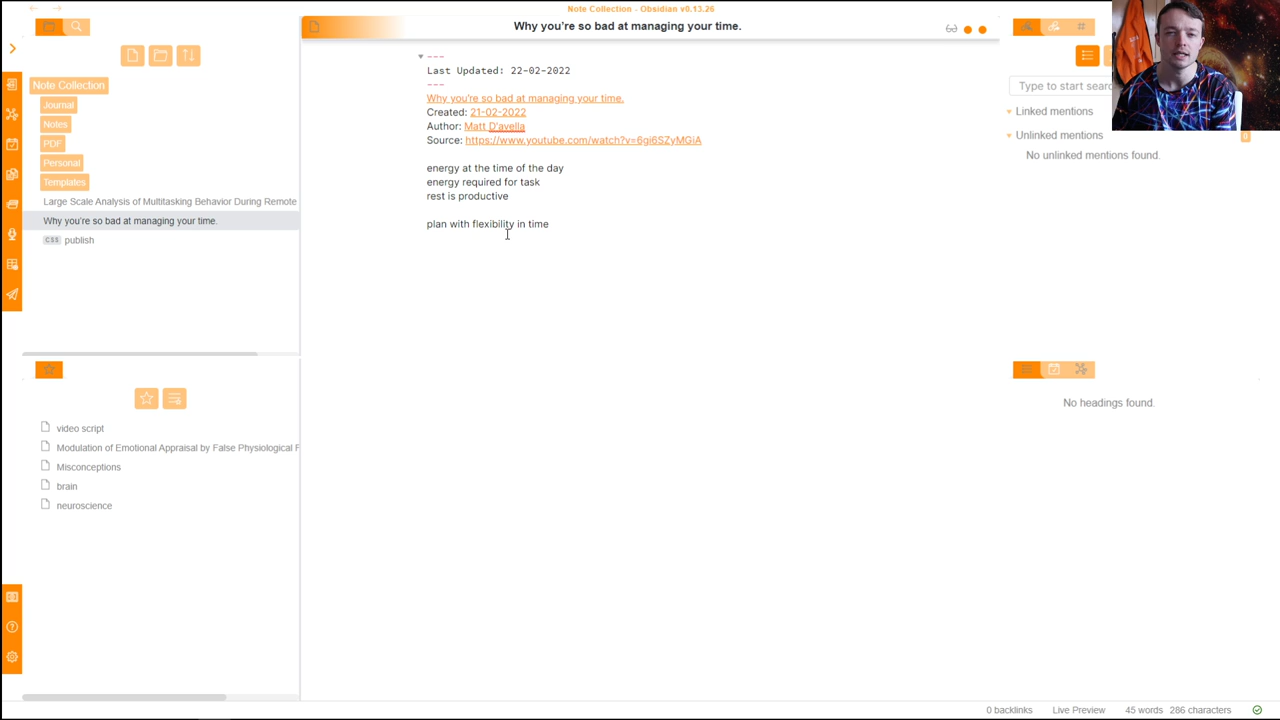 Note Collection - Obsidian v0.13.26
Why you're so bad at managing your time.
Note Collection
Journal
Notes
PDF
Personal
Templates
Large Scale Analysis of Multitasking Behavior During Remote
Why you're so bad at managing your time.
CSS publish
video script
Modulation of Emotional Appraisal by False Physiological F
Misconceptions
brain
neuroscience
---
Last Updated: 22-02-2022
---
Why you're so bad at managing your time.
Created: 21-02-2022
Author: Matt D'avella
Source: https://www.youtube.com/watch?v=6gi6SZyMGiA
energy at the time of the day
energy required for task
rest is productive
plan with flexibility in time
Type to start sear
Linked mentions
Unlinked mentions
No unlinked mentions found.
No headings found.
0 backlinks Live Preview 45 words 286 characters